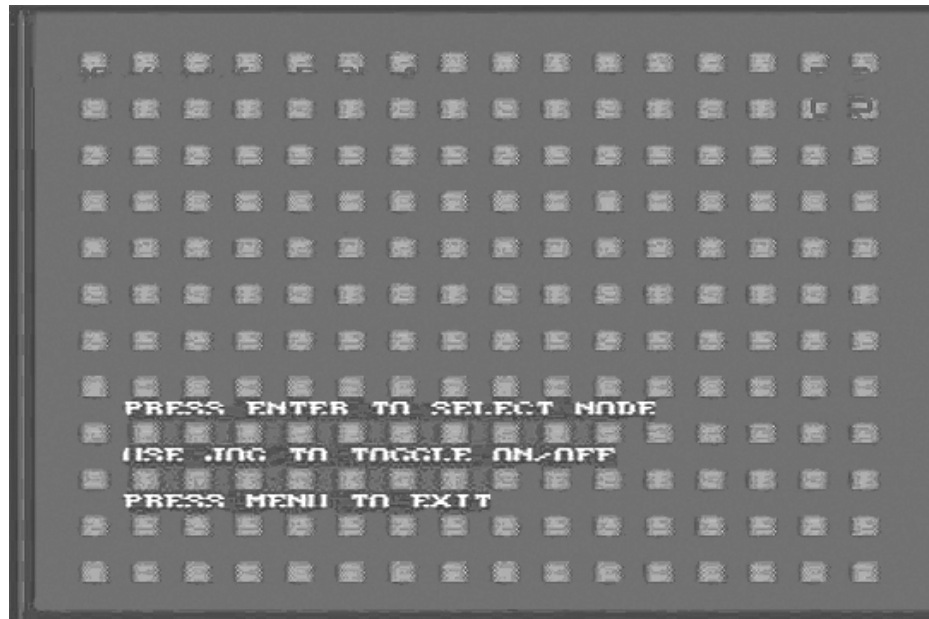 PRESS ENTER TO SELECT NODE
USE JOG TO TOGGLE ON/OFF
PRESS MENU TO EXIT